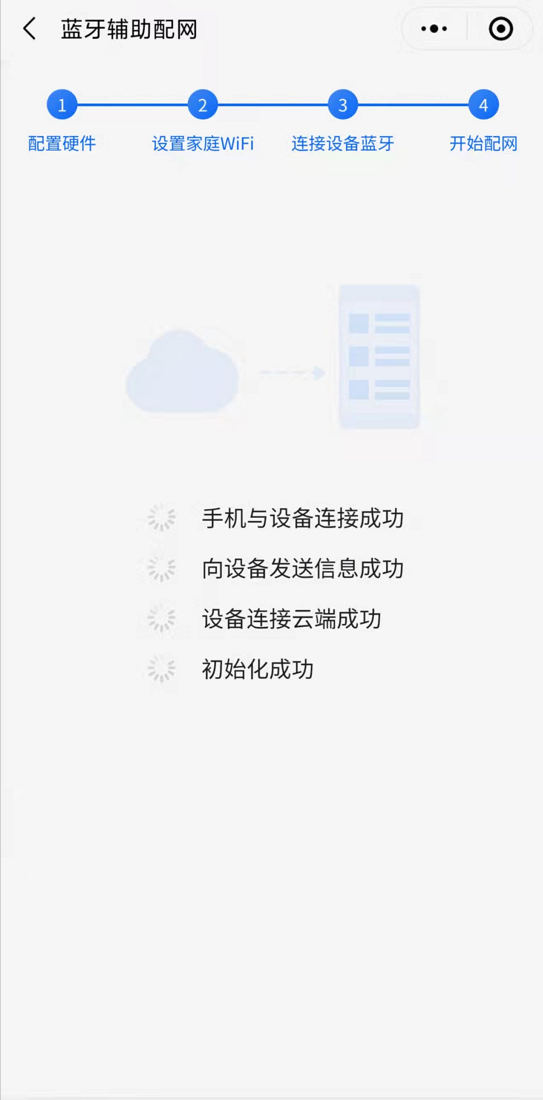 蓝牙辅助配网
1 2 3 4
配置硬件 设置家庭WiFi 连接设备蓝牙 开始配网
手机与设备连接成功
向设备发送信息成功
设备连接云端成功
初始化成功